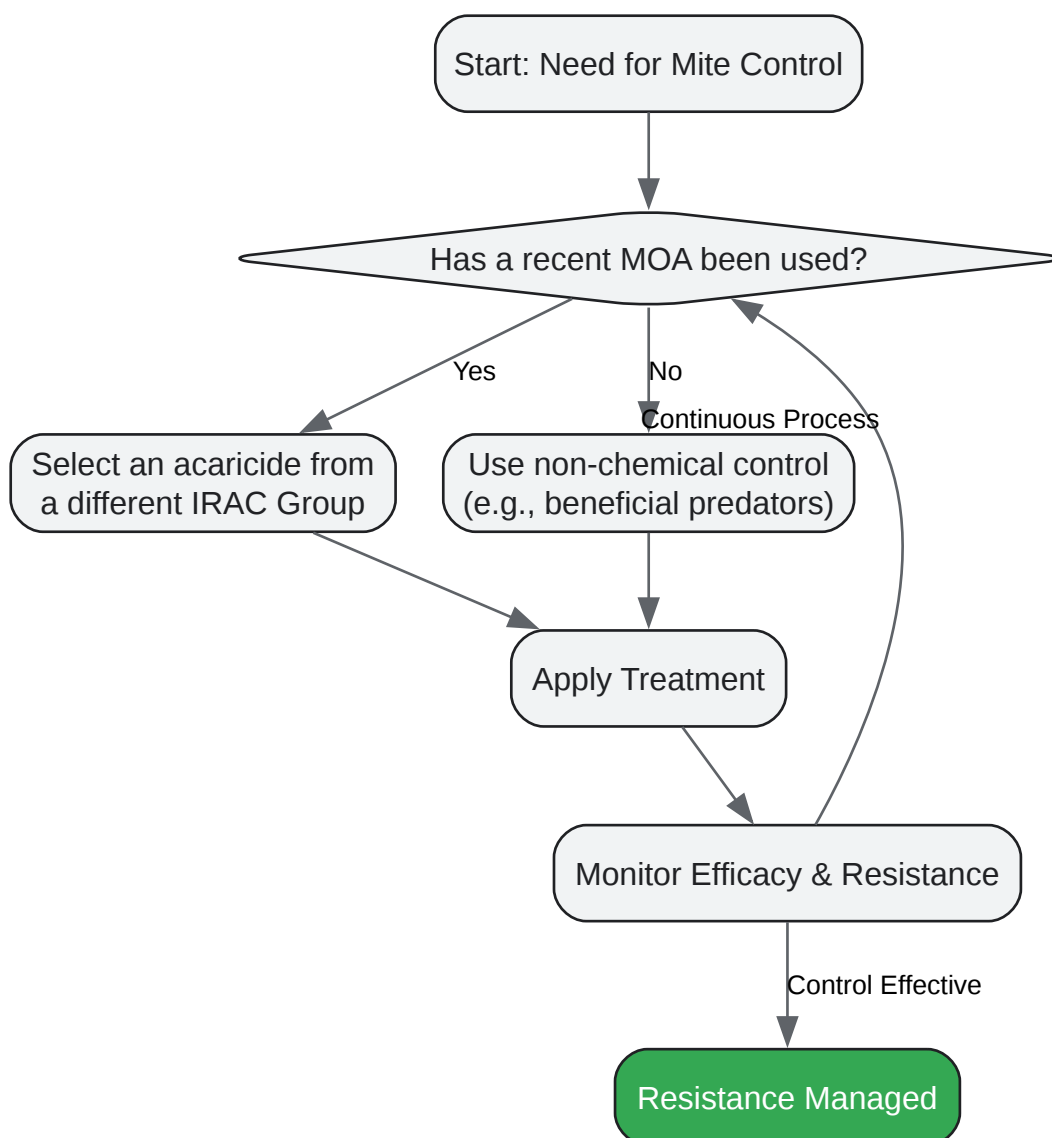 Start: Need for Mite Control
Has a recent MOA been used?
Yes
No
Continuous Process
Select an acaricide from
a different IRAC Group
Use non-chemical control
(e.g., beneficial predators)
Apply Treatment
Monitor Efficacy & Resistance
Control Effective
Resistance Managed